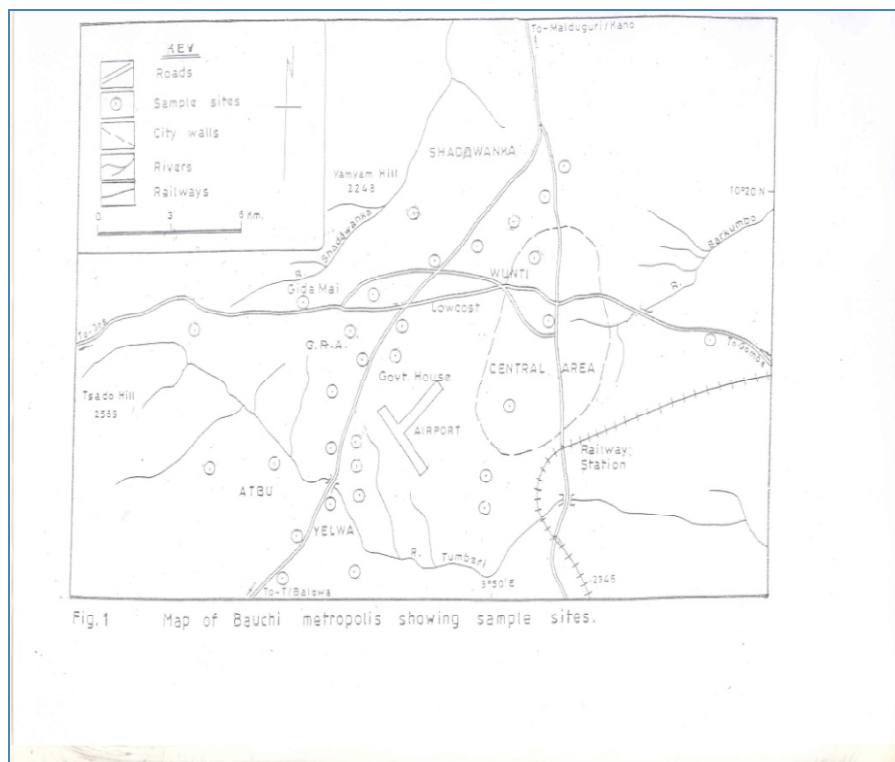 KEY
Roads
Sample sites
City walls
Rivers
Railways
0 3 6 Km.
N
To-Maiduguri/Kano
SHADAWANKA
Yamyam Hill
2248
10°20 N
R. Shadawanka
Barkumbo
R.
WUNTI
Gida Mai
Lowcost
To-Jos
To Gombe
G.R.A.
Govt. House
CENTRAL AREA
Tsado Hill
2569
AIRPORT
Railway
Station
ATBU
YELWA
R. Tumbari
9°50'E
2346
To-T/Balewa
Fig.1 Map of Bauchi metropolis showing sample sites.